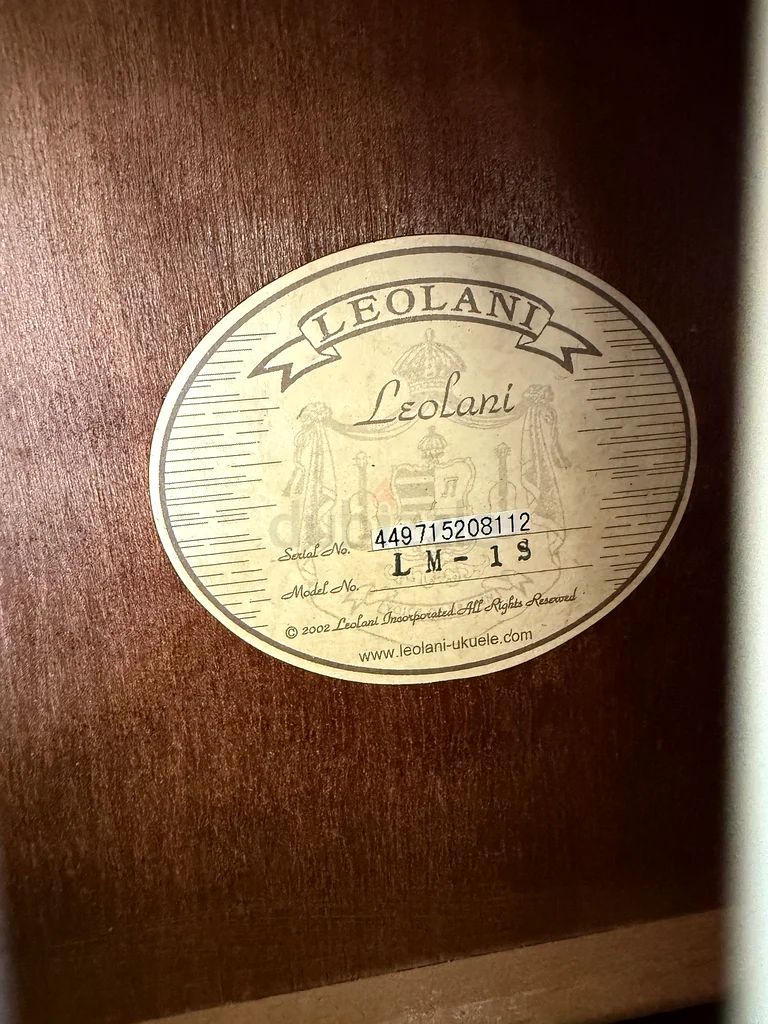 LEOLANI
Leolani
Serial No. 449715208112
Model No. LM-1S
© 2002 Leolani Incorporated All Rights Reserved
www.leolani-ukuele.com